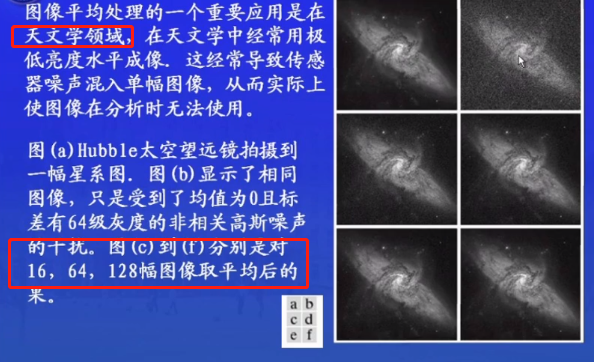 图像平均处理的一个重要应用是在
天文学领域，在天文学中经常用极
低亮度水平成像．这经常导致传感
器噪声混入单幅图像，从而实际上
使图像在分析时无法使用。
图(a)Hubble太空望远镜拍摄到
一幅星系图．图(b)显示了相同
图像，只是受到了均值为0且标
差有64级灰度的非相关高斯噪声
的干扰。图(c)到(f)分别是对
16，64，128幅图像取平均后的
果。
a b
c d
e f